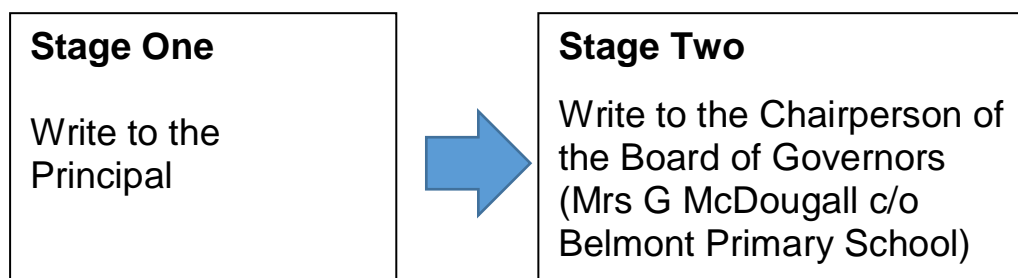 Stage One
Write to the
Principal
Stage Two
Write to the Chairperson of
the Board of Governors
(Mrs G McDougall c/o
Belmont Primary School)